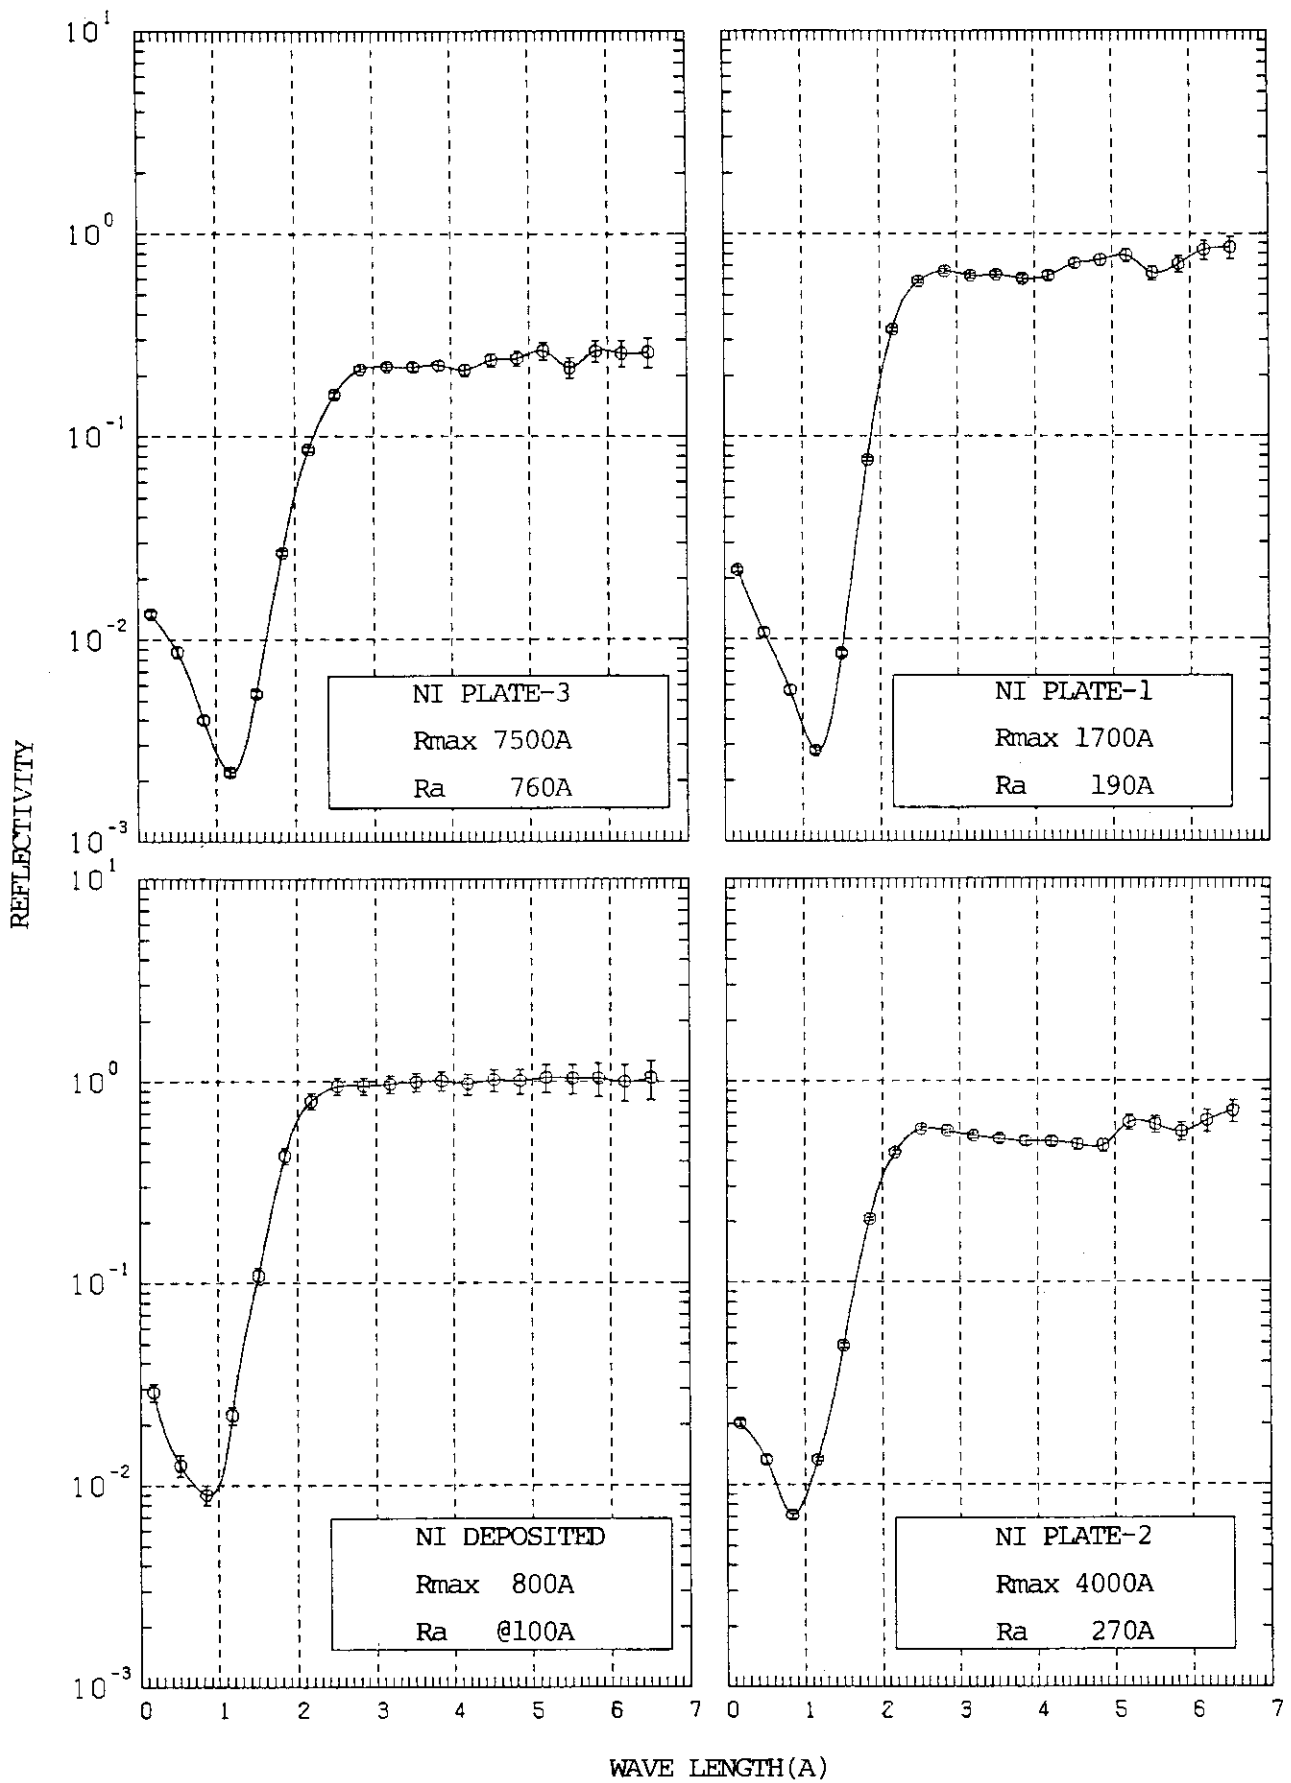 10^1
10^0
10^-1
10^-2
10^-3
NI PLATE-3
Rmax 7500A
Ra 760A
NI PLATE-1
Rmax 1700A
Ra 190A
REFLECTIVITY
10^1
10^0
10^-1
10^-2
10^-3
NI DEPOSITED
Rmax 800A
Ra @100A
NI PLATE-2
Rmax 4000A
Ra 270A
0 1 2 3 4 5 6 7
0 1 2 3 4 5 6 7
WAVE LENGTH(A)